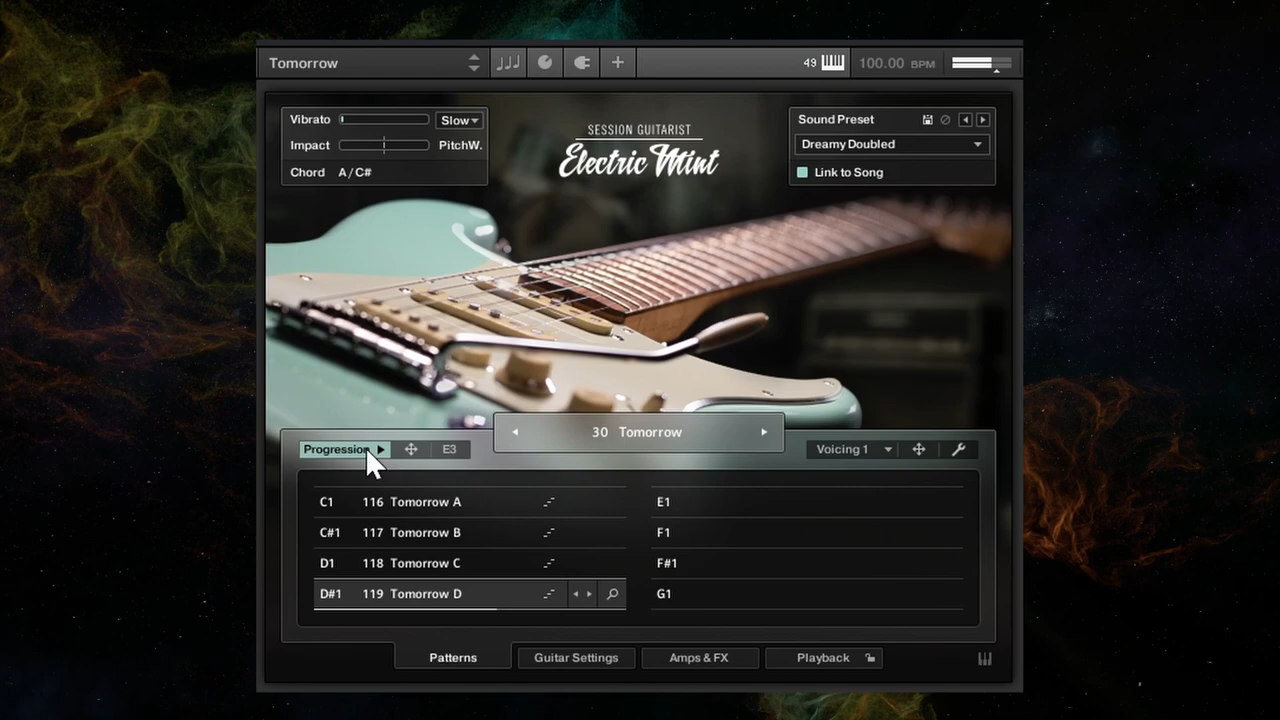 Tomorrow
49
100.00 BPM
Vibrato
Slow
Impact
PitchW.
Chord A/C#
SESSION GUITARIST
Electric Mint
Sound Preset
Dreamy Doubled
Link to Song
30 Tomorrow
Progression
E3
Voicing 1
C1 116 Tomorrow A
C#1 117 Tomorrow B
D1 118 Tomorrow C
D#1 119 Tomorrow D
E1
F1
F#1
G1
Patterns
Guitar Settings
Amps & FX
Playback